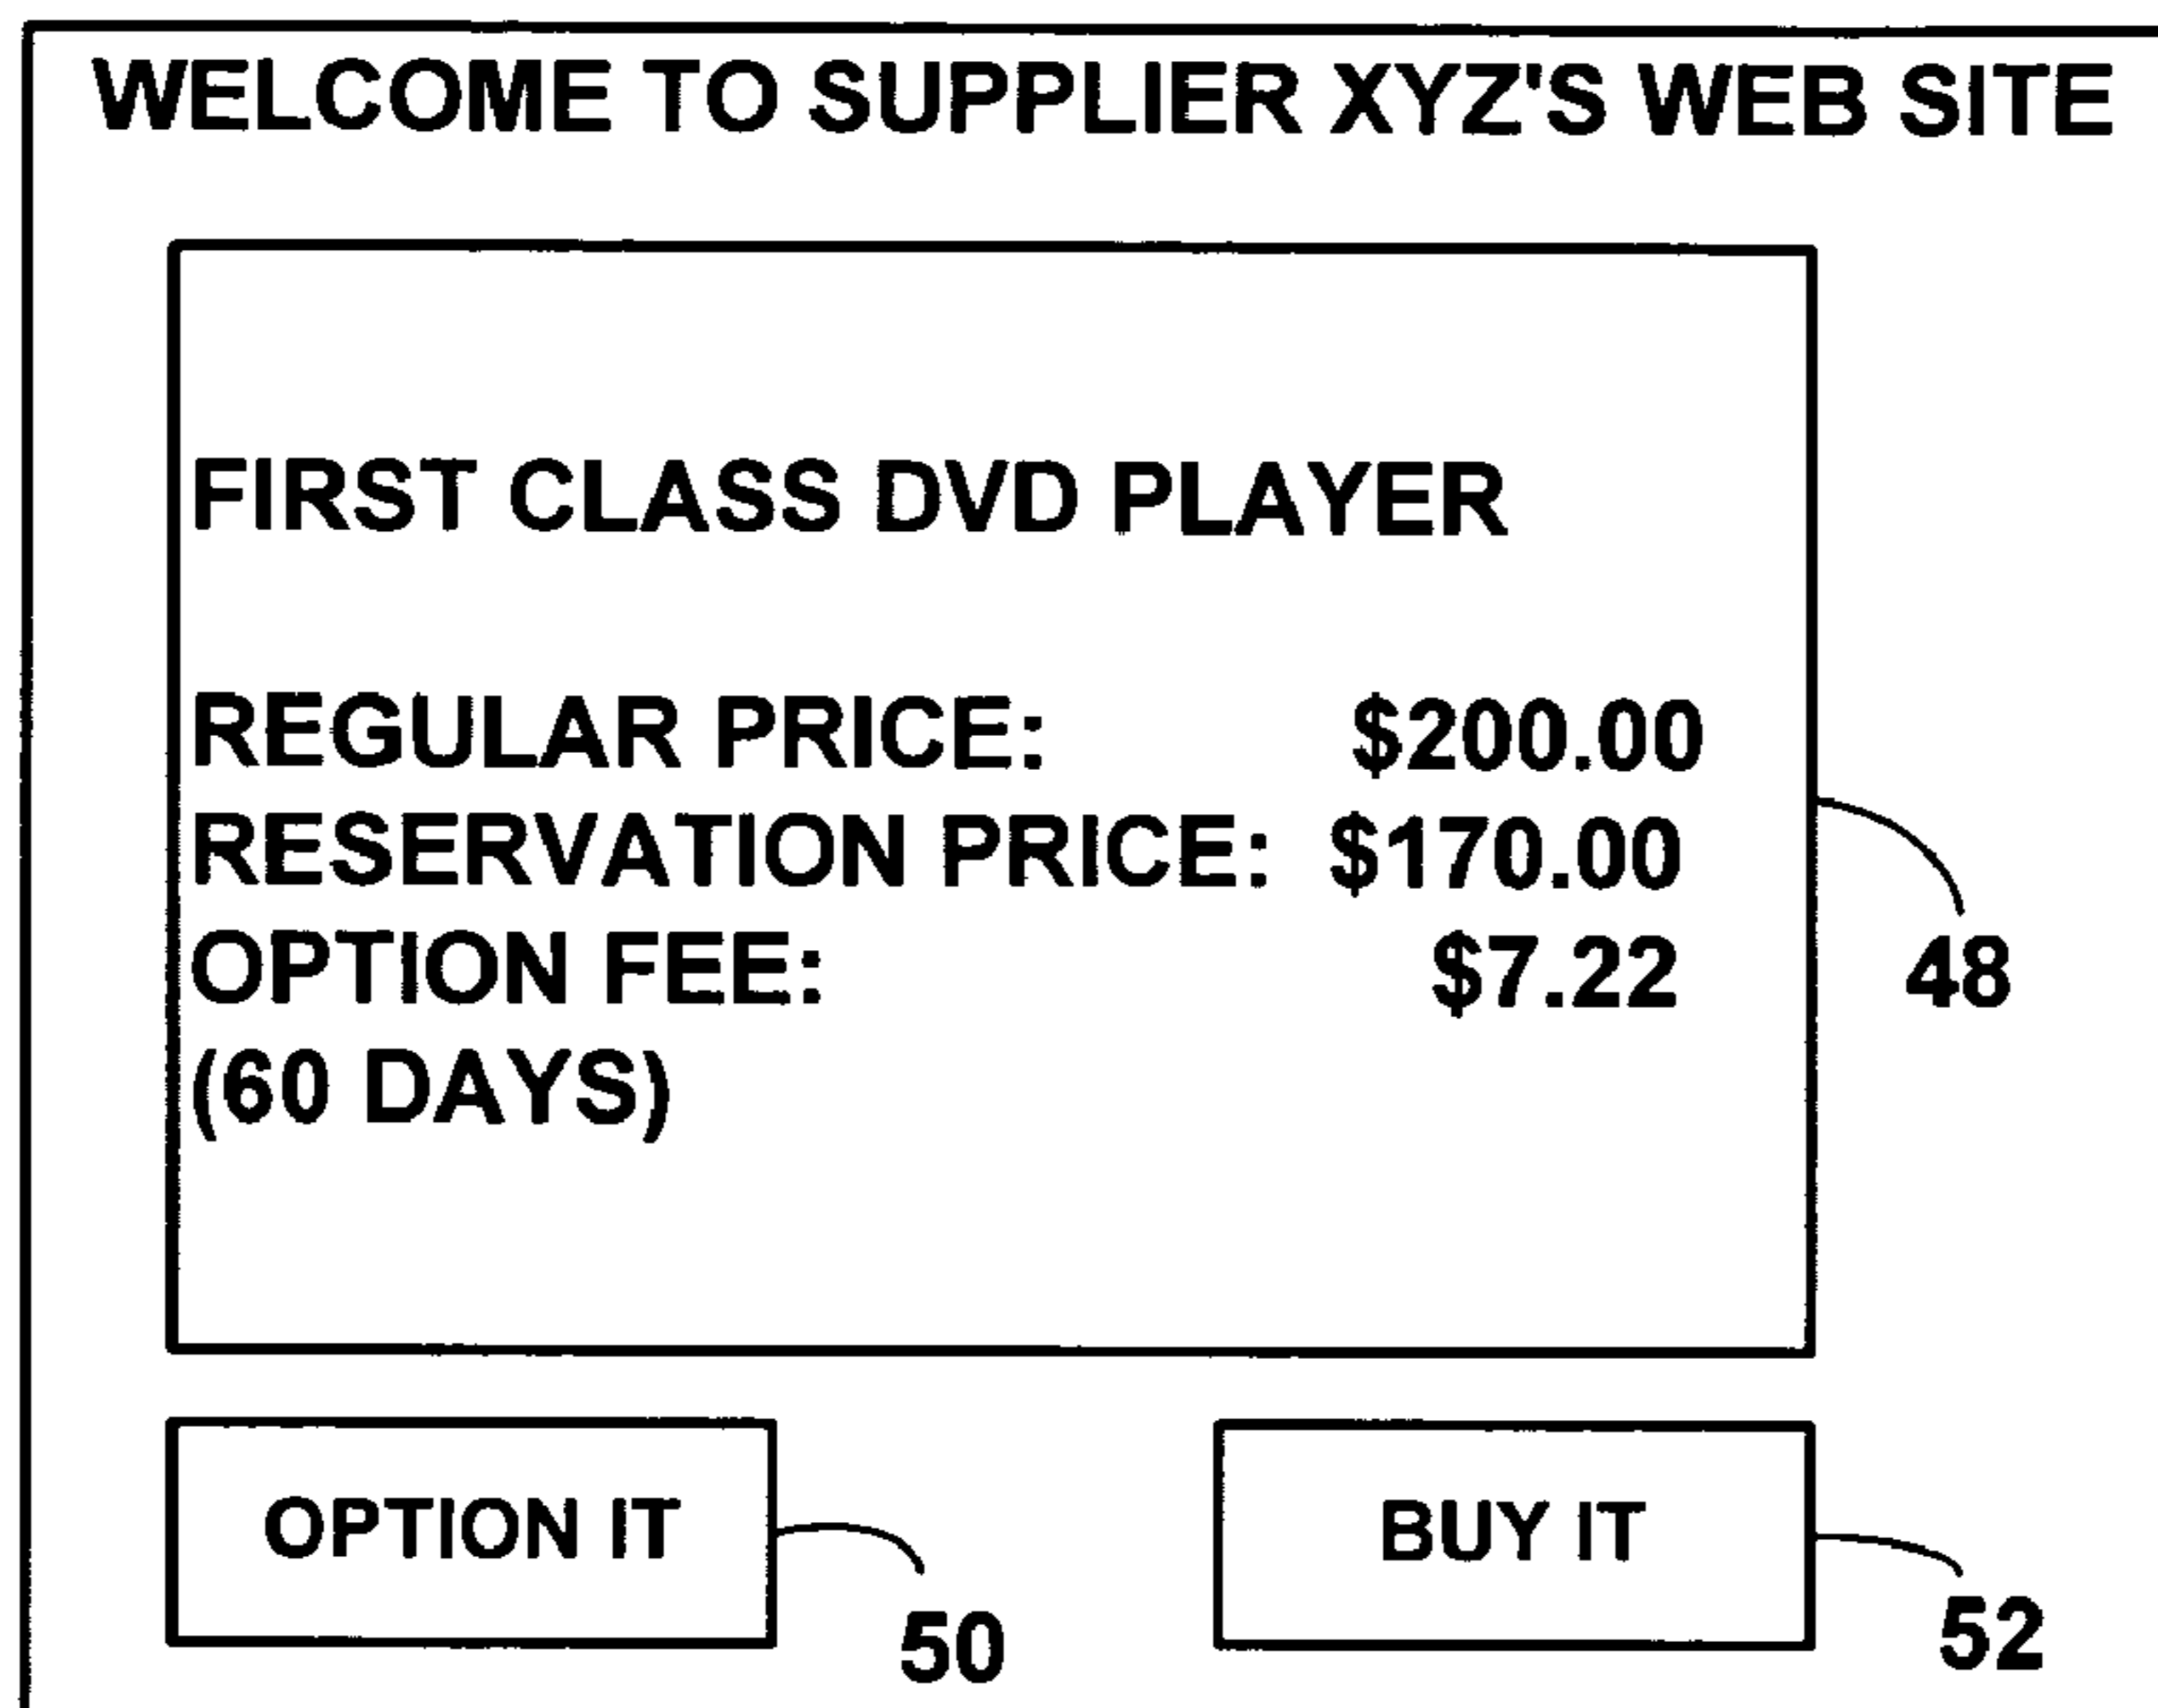 WELCOME TO SUPPLIER XYZ'S WEB SITE
FIRST CLASS DVD PLAYER
REGULAR PRICE: $200.00
RESERVATION PRICE: $170.00
OPTION FEE: $7.22
(60 DAYS)
48
OPTION IT
50
BUY IT
52